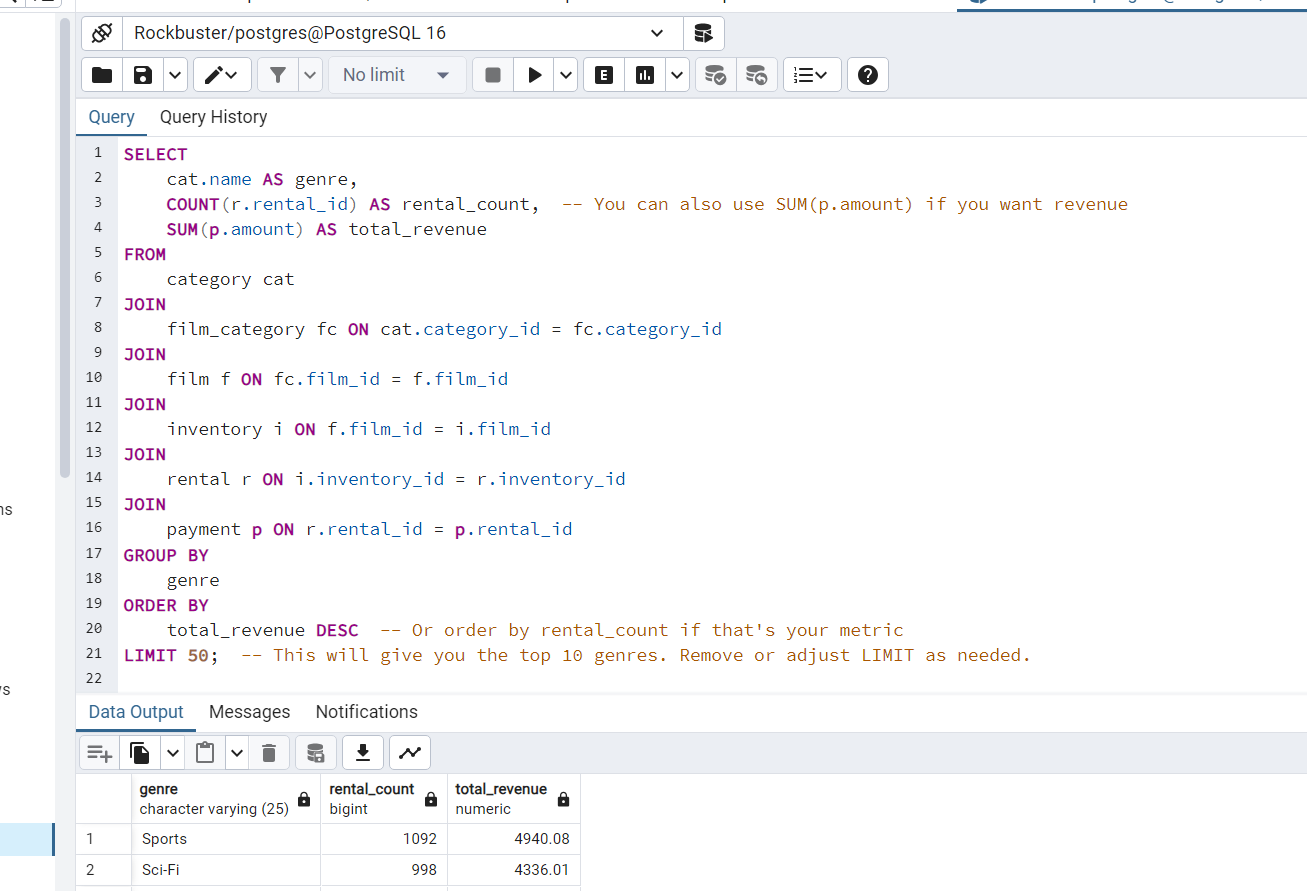 Rockbuster/postgres@PostgreSQL 16
No limit
Query Query History
1 SELECT
2 cat.name AS genre,
3 COUNT(r.rental_id) AS rental_count, -- You can also use SUM(p.amount) if you want revenue
4 SUM(p.amount) AS total_revenue
5 FROM
6 category cat
7 JOIN
8 film_category fc ON cat.category_id = fc.category_id
9 JOIN
10 film f ON fc.film_id = f.film_id
11 JOIN
12 inventory i ON f.film_id = i.film_id
13 JOIN
14 rental r ON i.inventory_id = r.inventory_id
15 JOIN
16 payment p ON r.rental_id = p.rental_id
17 GROUP BY
18 genre
19 ORDER BY
20 total_revenue DESC -- Or order by rental_count if that's your metric
21 LIMIT 50; -- This will give you the top 10 genres. Remove or adjust LIMIT as needed.
22
Data Output Messages Notifications
genre rental_count total_revenue
character varying (25) bigint numeric
1 Sports 1092 4940.08
2 Sci-Fi 998 4336.01